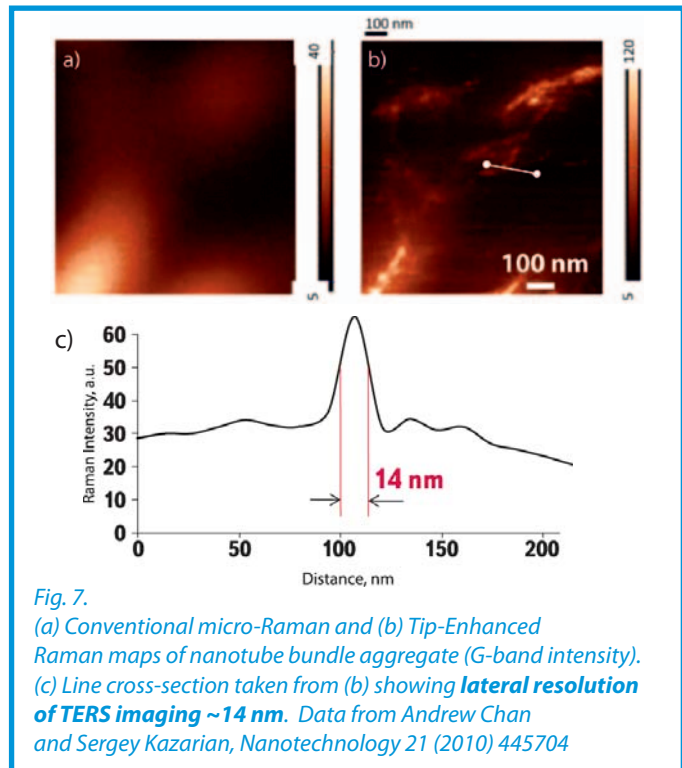 100 nm
a)
40
5
b)
120
5
100 nm
c)
Raman Intensity, a.u.
60
50
40
30
20
10
0
14 nm
0 50 100 150 200
Distance, nm
Fig. 7.
(a) Conventional micro-Raman and (b) Tip-Enhanced
Raman maps of nanotube bundle aggregate (G-band intensity).
(c) Line cross-section taken from (b) showing lateral resolution
of TERS imaging ~14 nm. Data from Andrew Chan
and Sergey Kazarian, Nanotechnology 21 (2010) 445704